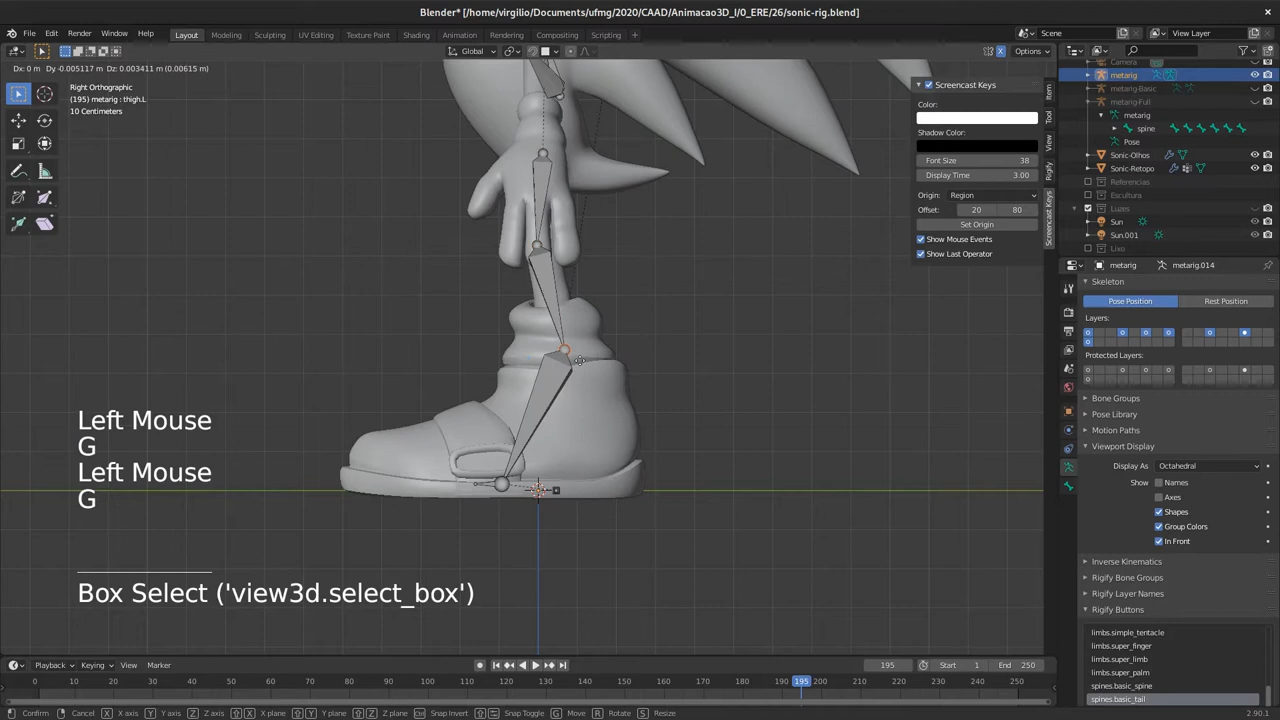 Blender* [/home/virgilio/Documents/ufmg/2020/CAAD/Animacao3D_I/0_ERE/26/sonic-rig.blend]
File Edit Render Window Help Layout Modeling Sculpting UV Editing Texture Paint Shading Animation Rendering Compositing Scripting + Scene View Layer
Global Options
Dx: 0 m Dy -0.005117 m Dz: 0.003411 m (0.00615 m)
Right Orthographic
(195) metarig : thigh.L
10 Centimeters
Left Mouse
G
Left Mouse
G
Box Select ('view3d.select_box')
Screencast Keys
Color:
Shadow Color:
Font Size 38
Display Time 3.00
Origin: Region
Offset: 20 80
Set Origin
Show Mouse Events
Show Last Operator
Item
Tool
View
Rigify
Screencast Keys
Camera
metarig
metarig-Basic
metarig-Full
metarig
spine
Pose
Sonic-Olhos
Sonic-Retopo
Referencias
Escultura
Luzes
Sun
Sun.001
Lixo
metarig metarig.014
Skeleton
Pose Position Rest Position
Layers:
Protected Layers:
Bone Groups
Pose Library
Motion Paths
Viewport Display
Display As Octahedral
Show Names
Axes
Shapes
Group Colors
In Front
Inverse Kinematics
Rigify Bone Groups
Rigify Layer Names
Rigify Buttons
limbs.simple_tentacle
limbs.super_finger
limbs.super_limb
limbs.super_palm
spines.basic_spine
spines.basic_tail
Playback Keying View Marker 195 Start 1 End 250
0 10 20 30 40 50 60 70 80 90 100 110 120 130 140 150 160 170 180 190 195 200 210 220 230 240 250
Confirm Cancel X X axis Y Y axis Z Z axis X X plane Y Y plane Z Z plane Snap Invert Snap Toggle G Move R Rotate S Resize 2.90.1